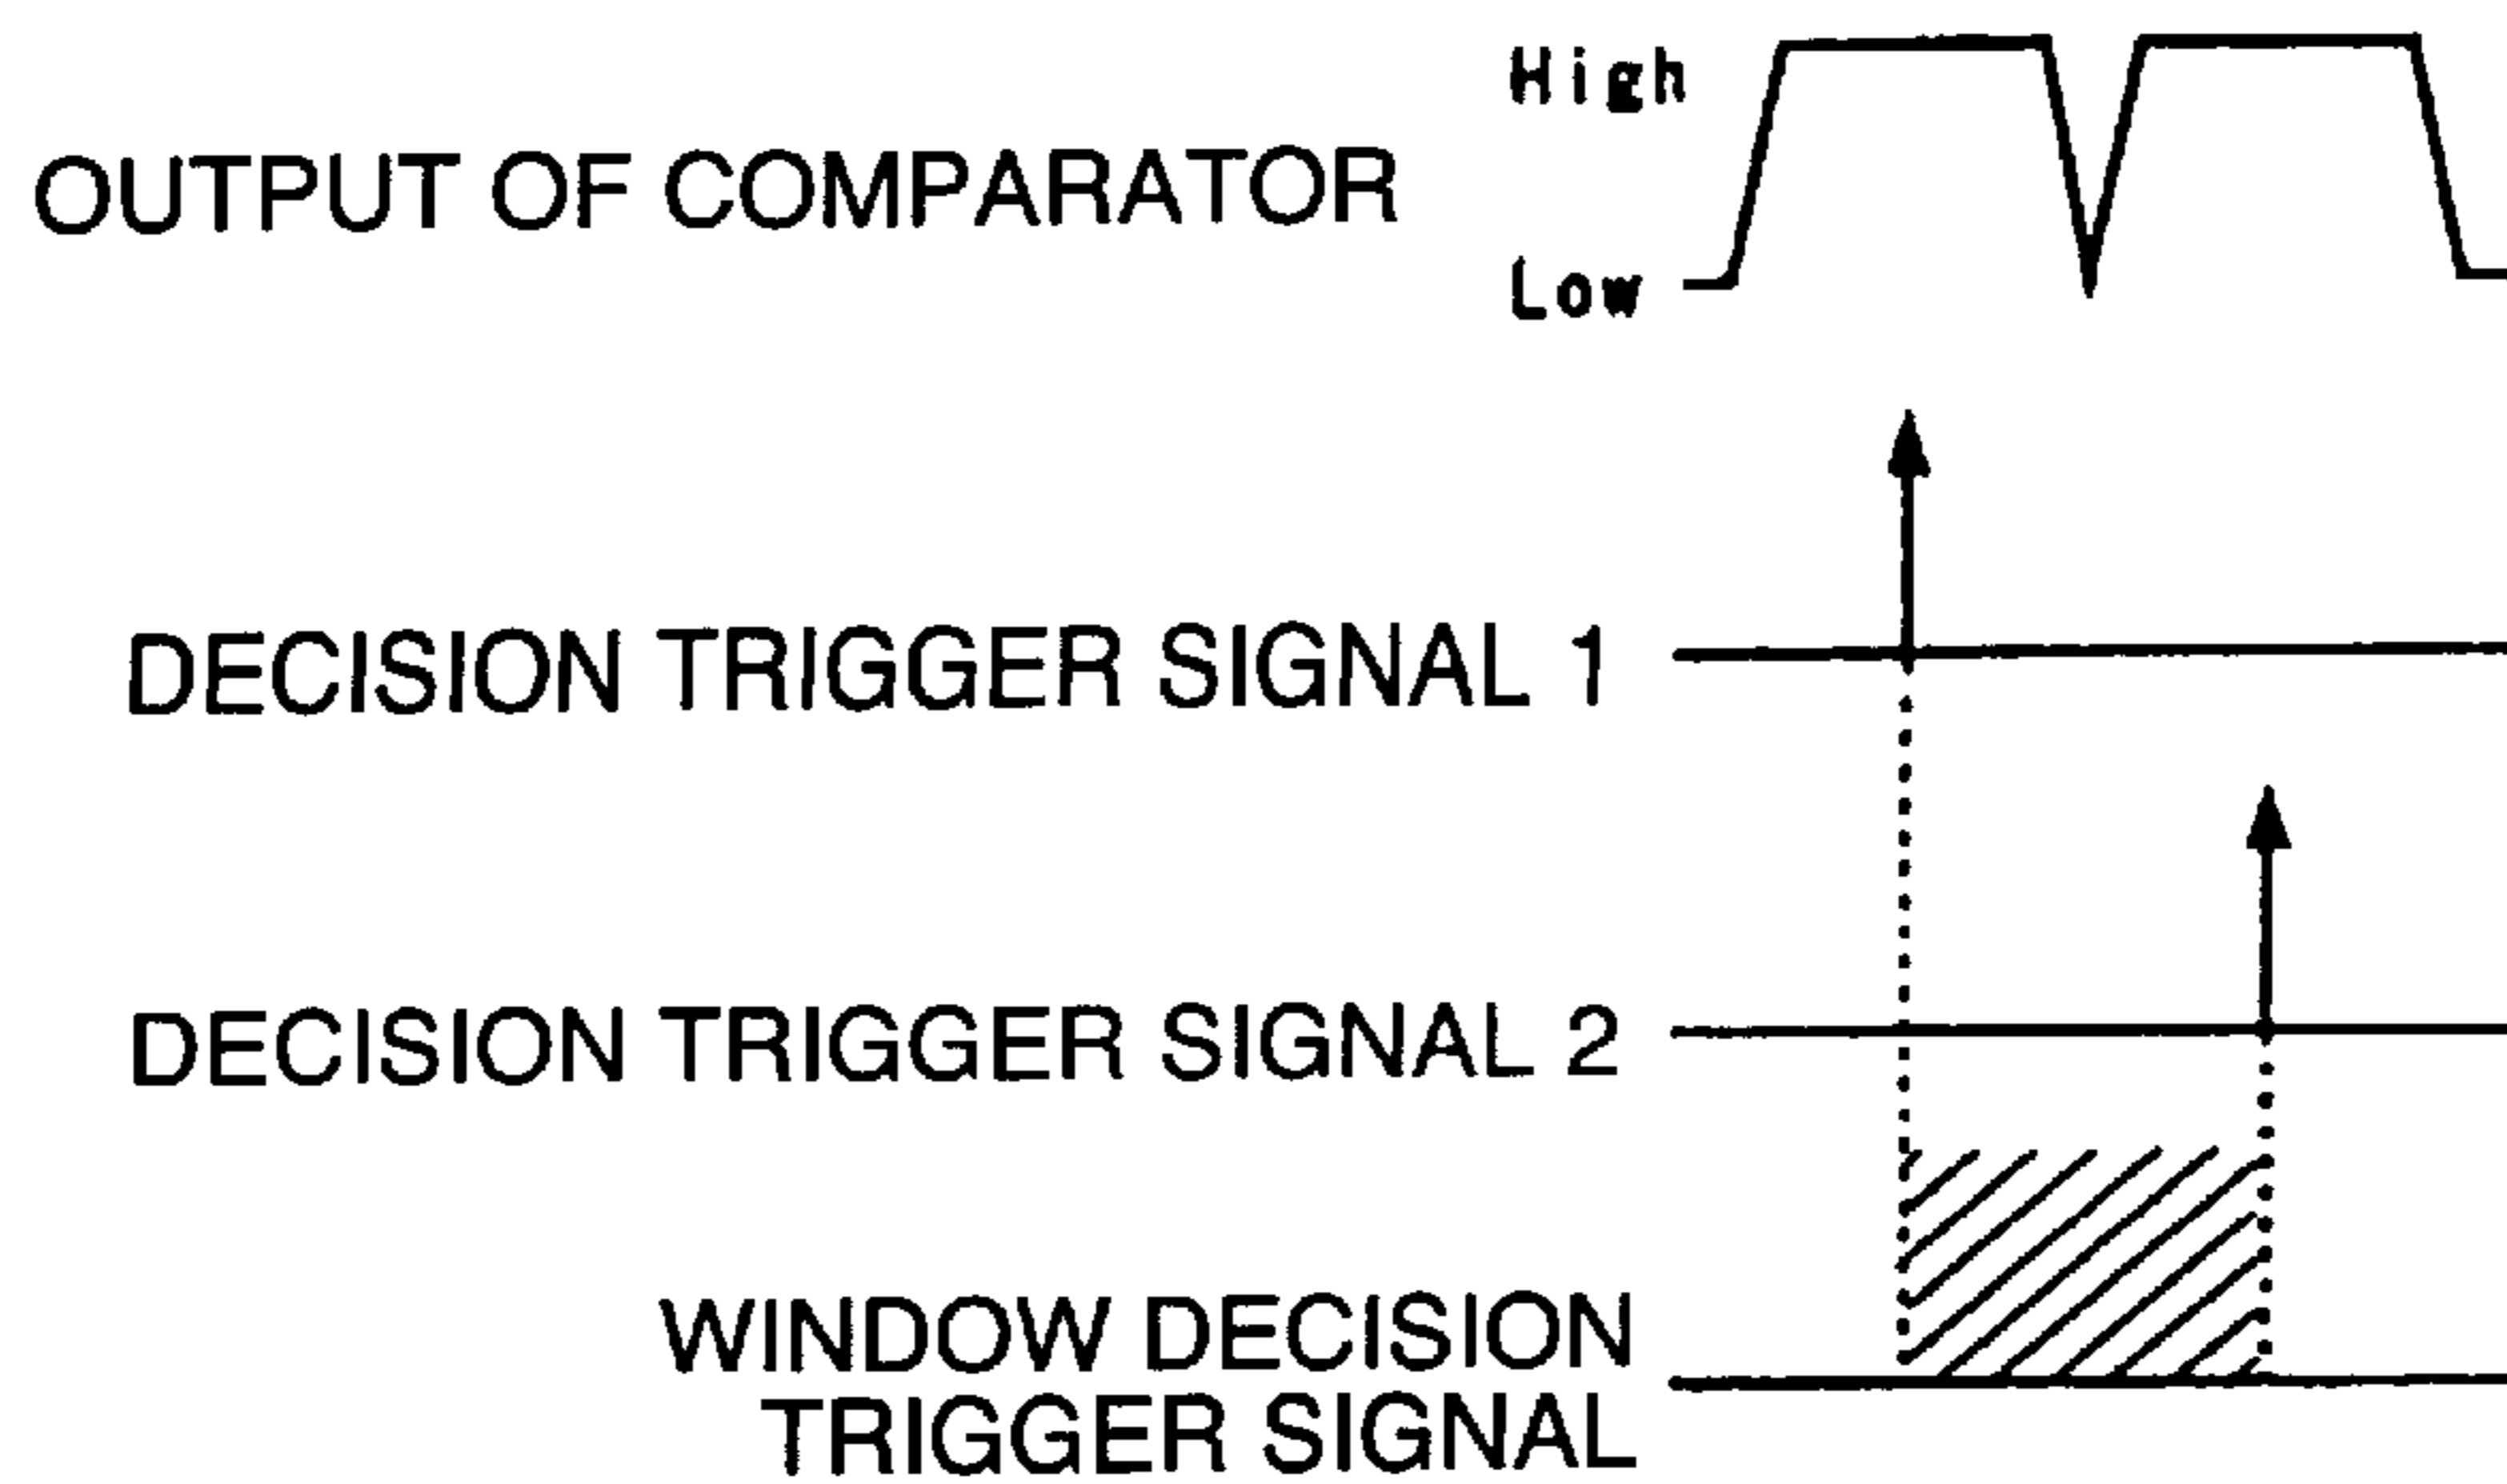 High
OUTPUT OF COMPARATOR
Low
DECISION TRIGGER SIGNAL 1
DECISION TRIGGER SIGNAL 2
WINDOW DECISION
TRIGGER SIGNAL